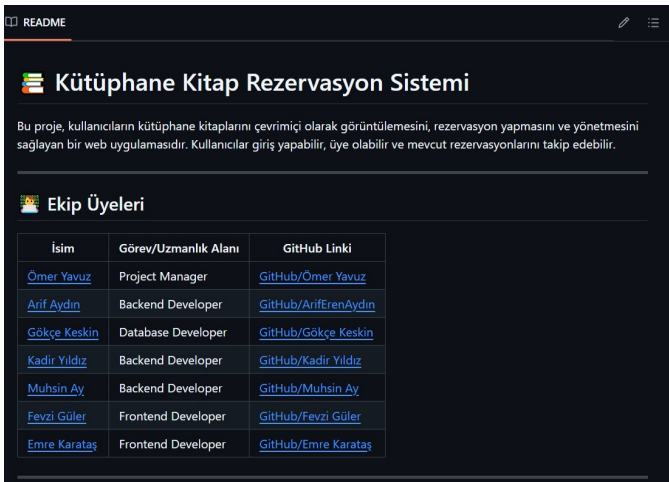 README
Kütüphane Kitap Rezervasyon Sistemi
Bu proje, kullanıcıların kütüphane kitaplarını çevrimiçi olarak görüntülemesini, rezervasyon yapmasını ve yönetmesini
sağlayan bir web uygulamasıdır. Kullanıcılar giriş yapabilir, üye olabilir ve mevcut rezervasyonlarını takip edebilir.
Ekip Üyeleri
İsim Görev/Uzmanlık Alanı GitHub Linki
Ömer Yavuz Project Manager GitHub/Ömer Yavuz
Arif Aydın Backend Developer GitHub/ArifErenAydın
Gökçe Keskin Database Developer GitHub/Gökçe Keskin
Kadir Yıldız Backend Developer GitHub/Kadir Yıldız
Muhsin Ay Backend Developer GitHub/Muhsin Ay
Fevzi Güler Frontend Developer GitHub/Fevzi Güler
Emre Karataş Frontend Developer GitHub/Emre Karataş